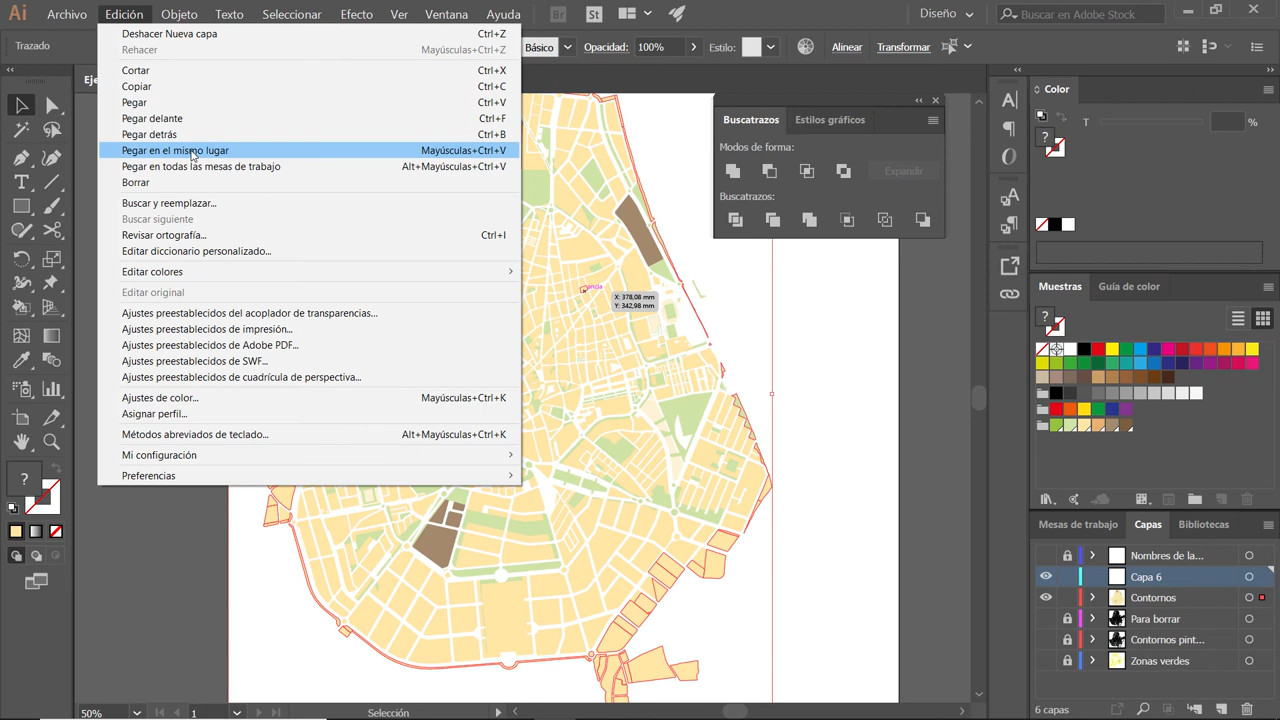 Ai Archivo Edición Objeto Texto Seleccionar Efecto Ver Ventana Ayuda Br St Diseño Buscar en Adobe Stock
Trazado
Básico Opacidad: 100% Estilo: Alinear Transformar
Deshacer Nueva capa Ctrl+Z
Rehacer Mayúsculas+Ctrl+Z
Cortar Ctrl+X
Copiar Ctrl+C
Pegar Ctrl+V
Pegar delante Ctrl+F
Pegar detrás Ctrl+B
Pegar en el mismo lugar Mayúsculas+Ctrl+V
Pegar en todas las mesas de trabajo Alt+Mayúsculas+Ctrl+V
Borrar
Buscar y reemplazar...
Buscar siguiente
Revisar ortografía... Ctrl+I
Editar diccionario personalizado...
Editar colores
Editar original
Ajustes preestablecidos del acoplador de transparencias...
Ajustes preestablecidos de impresión...
Ajustes preestablecidos de Adobe PDF...
Ajustes preestablecidos de SWF...
Ajustes preestablecidos de cuadrícula de perspectiva...
Ajustes de color... Mayúsculas+Ctrl+K
Asignar perfil...
Métodos abreviados de teclado... Alt+Mayúsculas+Ctrl+K
Mi configuración
Preferencias
Eje
Buscatrazos Estilos gráficos
Modos de forma:
Expandir
Buscatrazos:
ancla
X: 378,08 mm
Y: 342,98 mm
Color
?
T %
Muestras Guía de color
?
?
Mesas de trabajo Capas Bibliotecas
Nombres de la...
Capa 6
Contornos
Para borrar
Contornos pint...
Zonas verdes
6 capas
50% 1 Selección